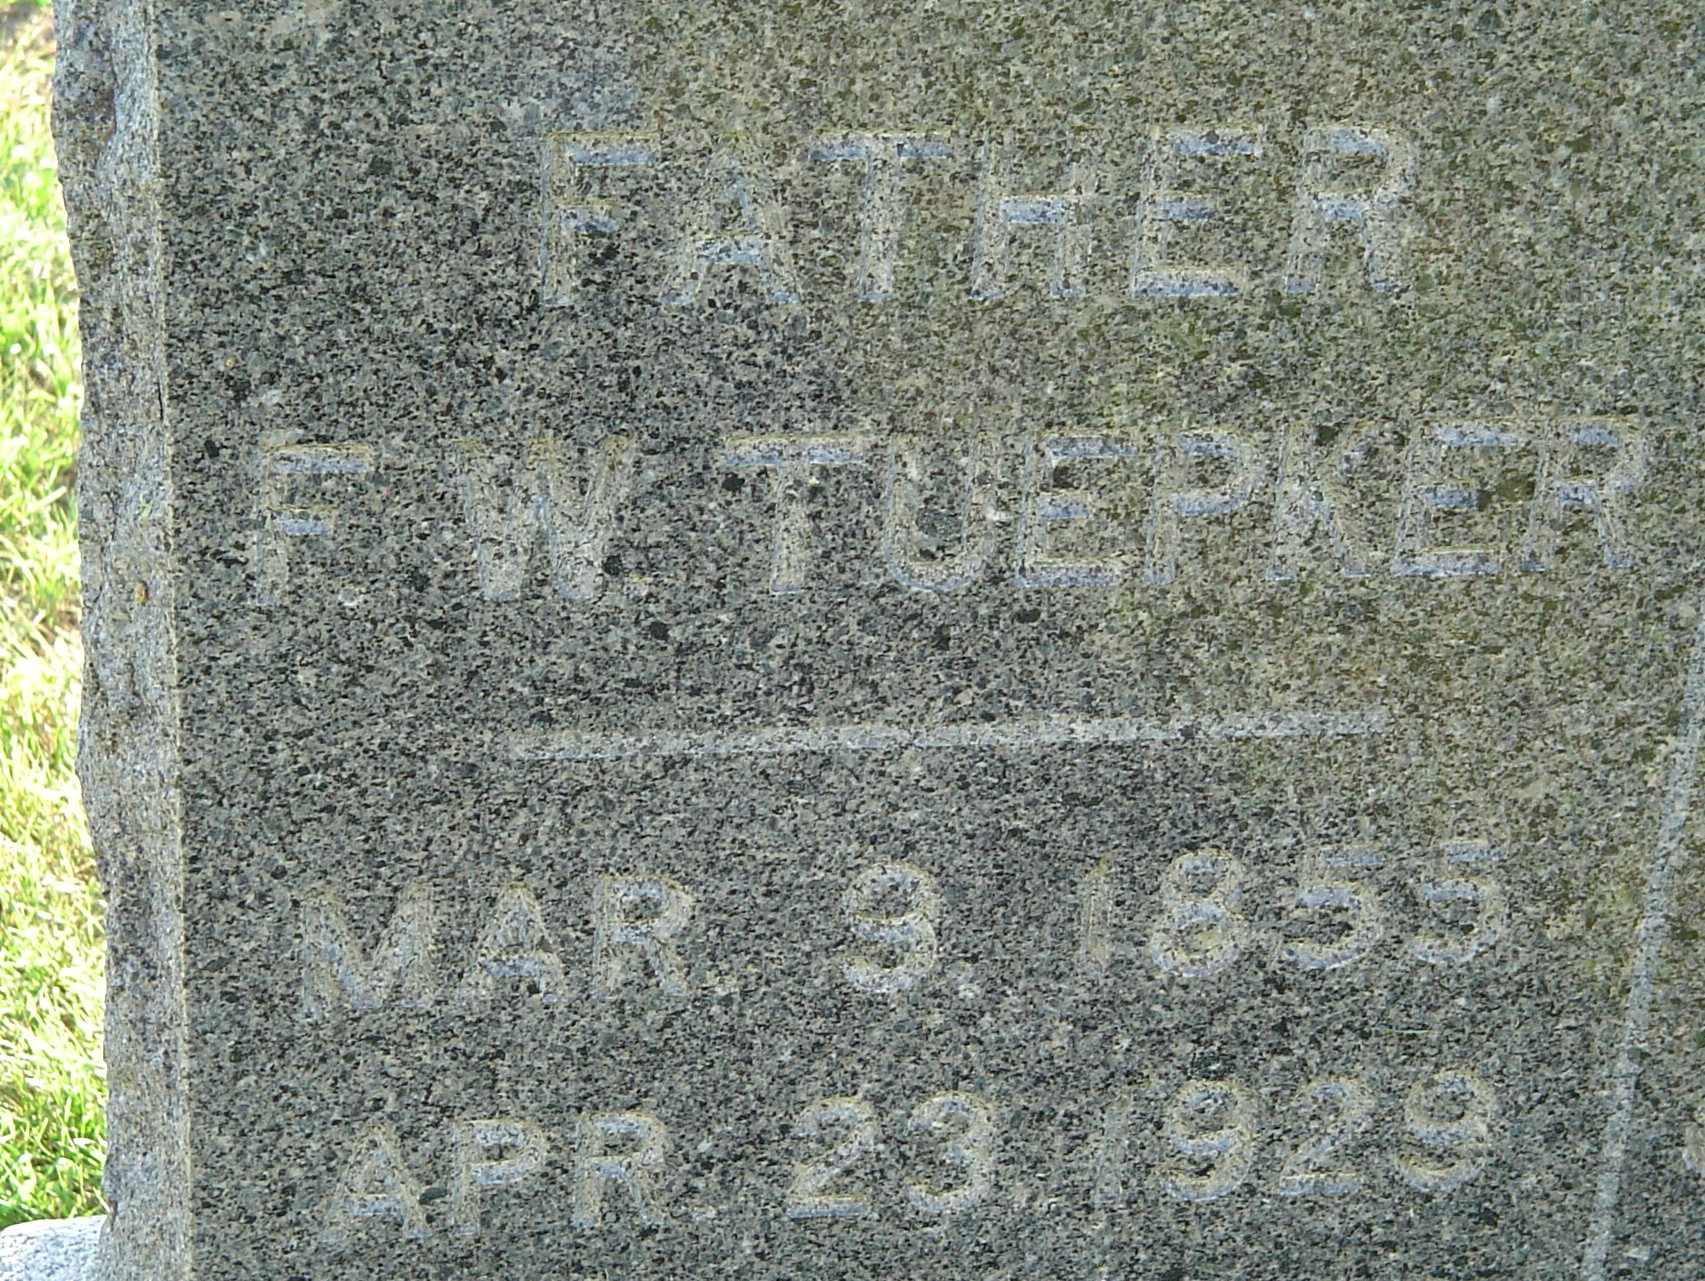 FATHER
F. W. TUEPKER
MAR. 9. 1855
APR. 23. 1929